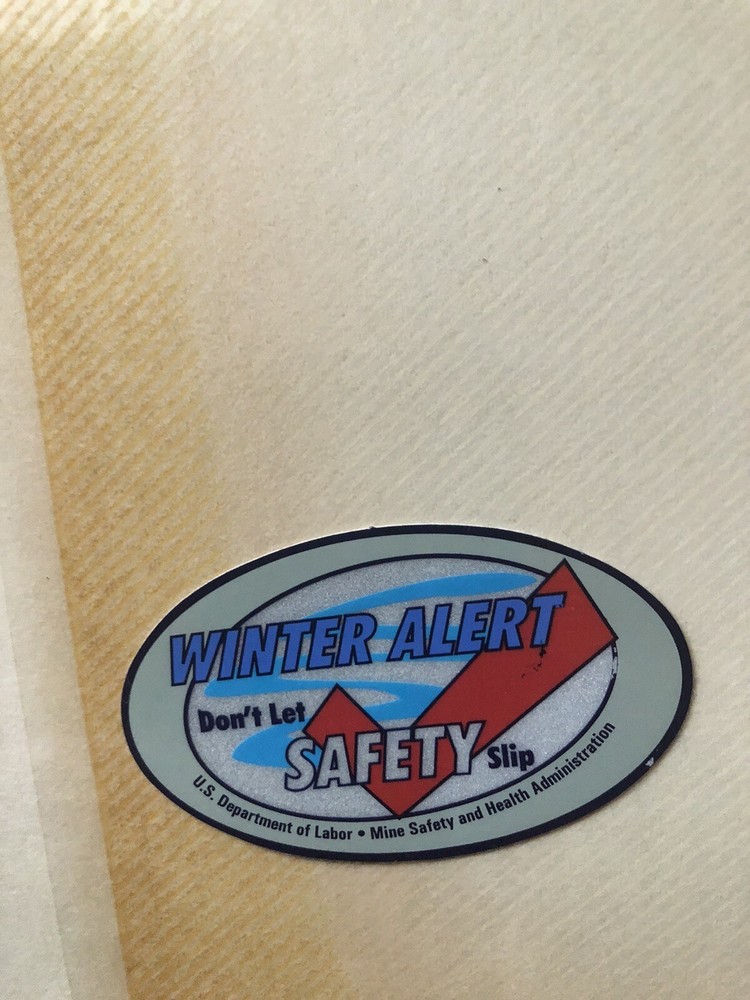 WINTER ALERT
Don't Let
SAFETY Slip
U.S. Department of Labor • Mine Safety and Health Administration